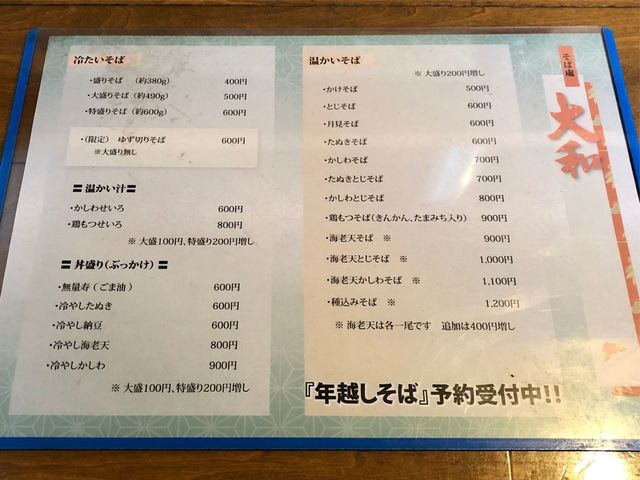 冷たいそば
・盛りそば （約380g） 400円
・大盛りそば（約490g） 500円
・特盛りそば（約600g） 600円
・（限定） ゆず切りそば 600円
※大盛り無し
〓 温かい汁〓
・かしわせいろ 600円
・鶏もつせいろ 800円
※ 大盛100円、特盛り200円増し
〓 丼盛り（ぶっかけ） 〓
・無量寿 （ごま油 ） 600円
・冷やしたぬき 600円
・冷やし納豆 600円
・冷やし海老天 800円
・冷やしかしわ 900円
※ 大盛100円、特盛り200円増し
温かいそば
※ 大盛り200円増し
・かけそば 500円
・とじそば 600円
・月見そば 600円
・たぬきそば 600円
・かしわそば 700円
・たぬきとじそば 700円
・かしわとじそば 800円
・鶏もつそば（きんかん、たまみち入り） 900円
・海老天そば ※ 900円
・海老天とじそば ※ 1,000円
・海老天かしわそば ※ 1,100円
・種込みそば ※ 1,200円
※ 海老天は各一尾です 追加は400円増し
『年越しそば』予約受付中!!
そば處
大和